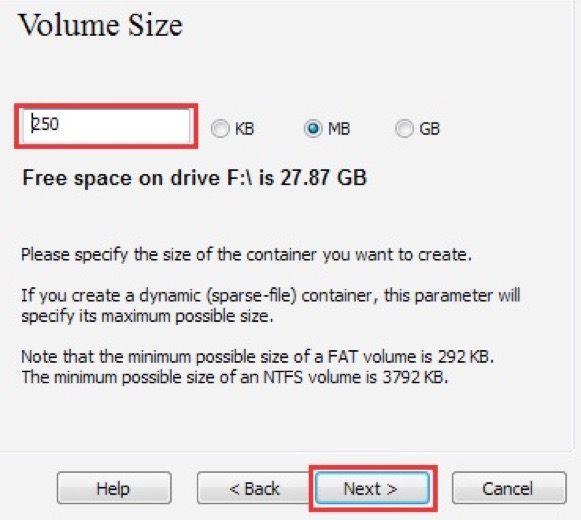 Volume Size
250
KB
MB
GB
Free space on drive F:\ is 27.87 GB
Please specify the size of the container you want to create.
If you create a dynamic (sparse-file) container, this parameter will
specify its maximum possible size.
Note that the minimum possible size of a FAT volume is 292 KB.
The minimum possible size of an NTFS volume is 3792 KB.
Help
< Back
Next >
Cancel